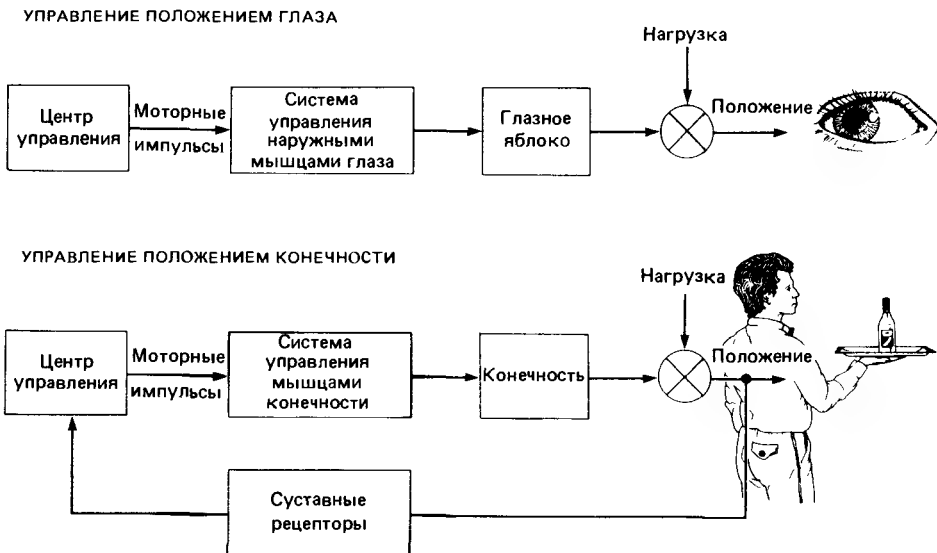 УПРАВЛЕНИЕ ПОЛОЖЕНИЕМ ГЛАЗА
Нагрузка
Центр
управления
Моторные
импульсы
Система
управления
наружными
мышцами глаза
Глазное
яблоко
Положение
УПРАВЛЕНИЕ ПОЛОЖЕНИЕМ КОНЕЧНОСТИ
Нагрузка
Центр
управления
Моторные
импульсы
Система
управления
мышцами
конечности
Конечность
Положение
Суставные
рецепторы